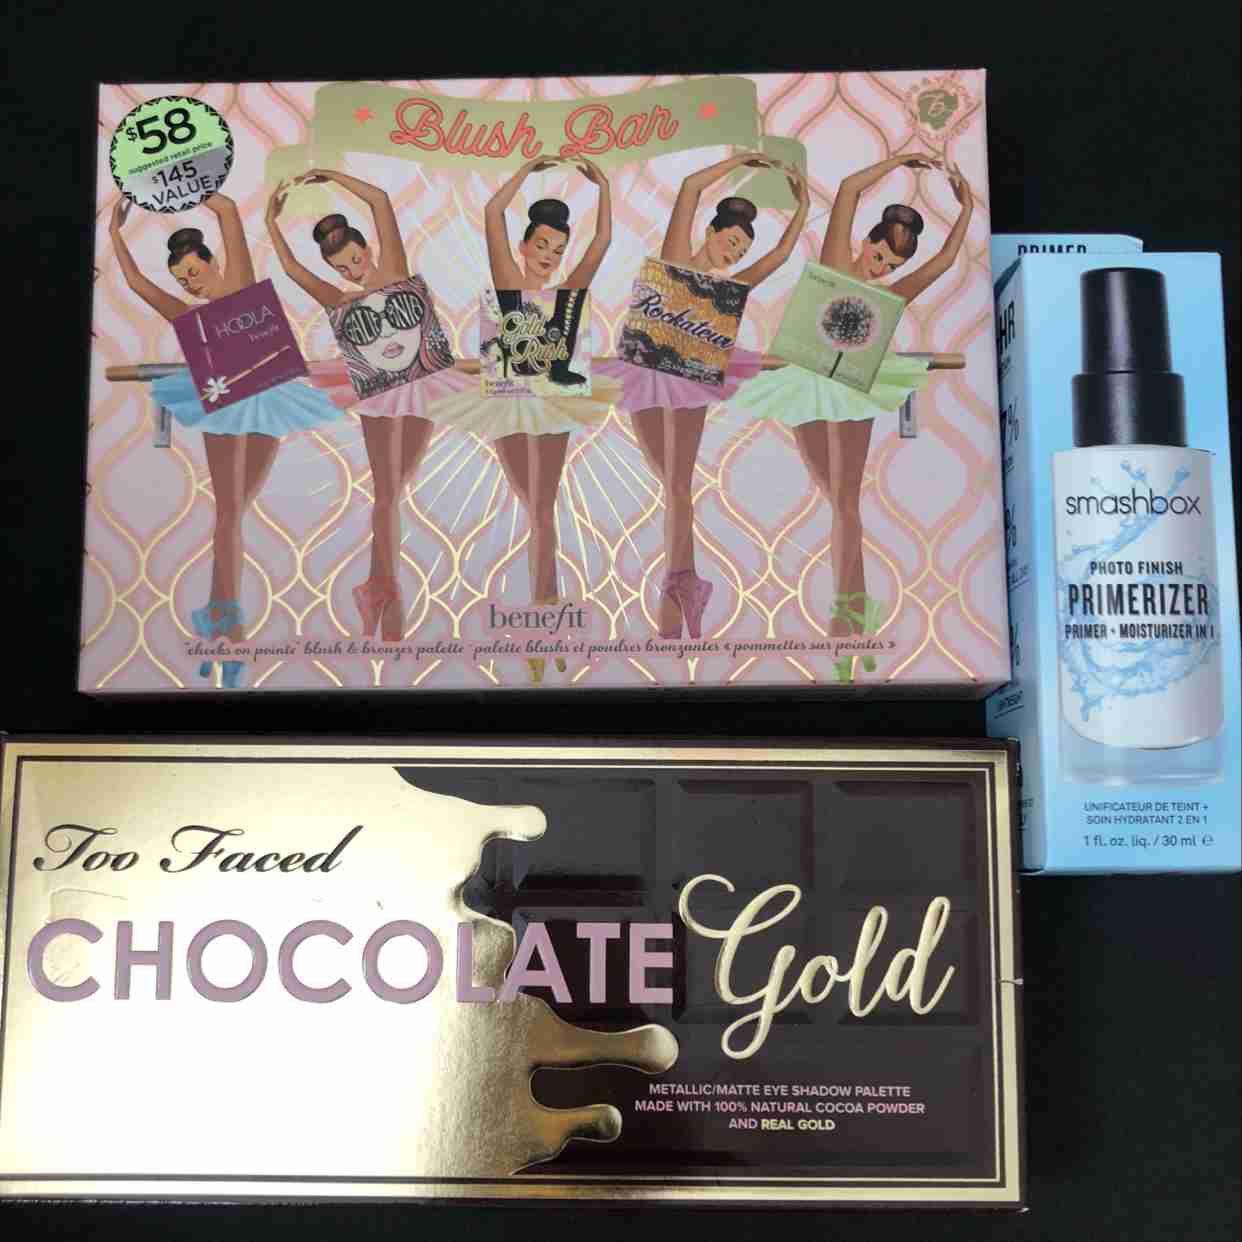 $58
suggested retail price
$145
VALUE
Blush Bar
HOOLA
benefit
Gold
Rush
benefit
Rockateur
benefit
benefit
"cheeks on pointe" blush & bronzer palette · palette blushs et poudres bronzantes « pommettes sur pointes »
PRIMER
HR
%
%
smashbox
PHOTO FINISH
PRIMERIZER
PRIMER + MOISTURIZER IN 1
UNIFICATEUR DE TEINT +
SOIN HYDRATANT 2 EN 1
1 fl. oz. liq. / 30 ml ℮
Too Faced
CHOCOLATE Gold
METALLIC/MATTE EYE SHADOW PALETTE
MADE WITH 100% NATURAL COCOA POWDER
AND REAL GOLD